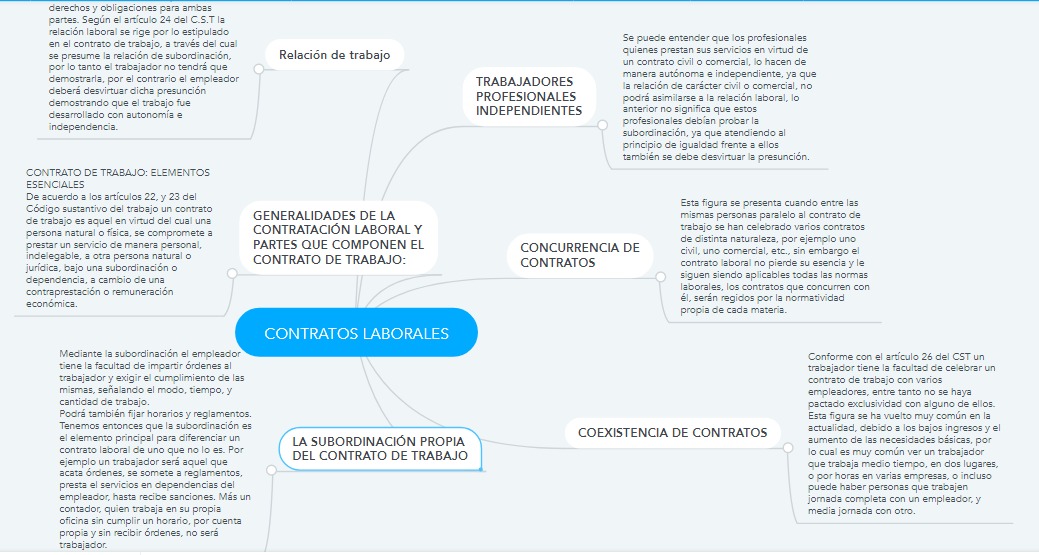 derechos y obligaciones para ambas
partes. Según el artículo 24 del C.S.T la
relación laboral se rige por lo estipulado
en el contrato de trabajo, a través del cual
se presume la relación de subordinación,
por lo tanto el trabajador no tendrá que
demostrarla, por el contrario el empleador
deberá desvirtuar dicha presunción
demostrando que el trabajo fue
desarrollado con autonomía e
independencia.
Relación de trabajo
CONTRATO DE TRABAJO: ELEMENTOS
ESENCIALES
De acuerdo a los artículos 22, y 23 del
Código sustantivo del trabajo un contrato
de trabajo es aquel en virtud del cual una
persona natural o física, se compromete a
prestar un servicio de manera personal,
indelegable, a otra persona natural o
jurídica, bajo una subordinación o
dependencia, a cambio de una
contraprestación o remuneración
económica.
GENERALIDADES DE LA
CONTRATACIÓN LABORAL Y
PARTES QUE COMPONEN EL
CONTRATO DE TRABAJO:
CONTRATOS LABORALES
Mediante la subordinación el empleador
tiene la facultad de impartir órdenes al
trabajador y exigir el cumplimiento de las
mismas, señalando el modo, tiempo, y
cantidad de trabajo.
Podrá también fijar horarios y reglamentos.
Tenemos entonces que la subordinación es
el elemento principal para diferenciar un
contrato laboral de uno que no lo es. Por
ejemplo un trabajador será aquel que
acata órdenes, se somete a reglamentos,
presta el servicios en dependencias del
empleador, hasta recibe sanciones. Más un
contador, quien trabaja en su propia
oficina sin cumplir un horario, por cuenta
propia y sin recibir órdenes, no será
trabajador.
LA SUBORDINACIÓN PROPIA
DEL CONTRATO DE TRABAJO
TRABAJADORES
PROFESIONALES
INDEPENDIENTES
Se puede entender que los profesionales
quienes prestan sus servicios en virtud de
un contrato civil o comercial, lo hacen de
manera autónoma e independiente, ya que
la relación de carácter civil o comercial, no
podrá asimilarse a la relación laboral, lo
anterior no significa que estos
profesionales debían probar la
subordinación, ya que atendiendo al
principio de igualdad frente a ellos
también se debe desvirtuar la presunción.
CONCURRENCIA DE
CONTRATOS
Esta figura se presenta cuando entre las
mismas personas paralelo al contrato de
trabajo se han celebrado varios contratos
de distinta naturaleza, por ejemplo uno
civil, uno comercial, etc., sin embargo el
contrato laboral no pierde su esencia y le
siguen siendo aplicables todas las normas
laborales, los contratos que concurren con
él, serán regidos por la normatividad
propia de cada materia.
COEXISTENCIA DE CONTRATOS
Conforme con el artículo 26 del CST un
trabajador tiene la facultad de celebrar un
contrato de trabajo con varios
empleadores, entre tanto no se haya
pactado exclusividad con alguno de ellos.
Esta figura se ha vuelto muy común en la
actualidad, debido a los bajos ingresos y el
aumento de las necesidades básicas, por
lo cual es muy común ver un trabajador
que trabaja medio tiempo, en dos lugares,
o por horas en varias empresas, o incluso
puede haber personas que trabajen
jornada completa con un empleador, y
media jornada con otro.